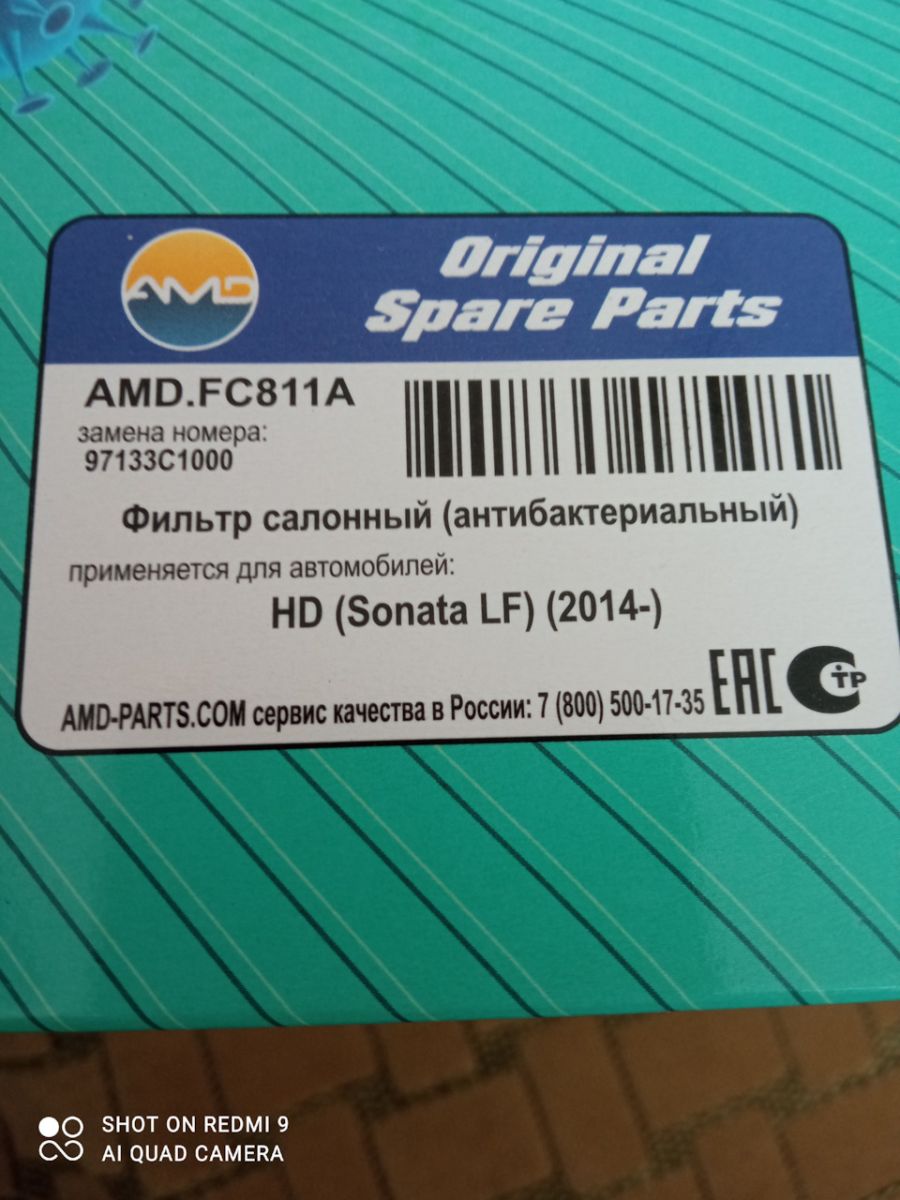 AMD
Original
Spare Parts
AMD.FC811A
замена номера:
97133C1000
Фильтр салонный (антибактериальный)
применяется для автомобилей:
HD (Sonata LF) (2014-)
AMD-PARTS.COM сервис качества в России: 7 (800) 500-17-35
EAC
СТР
SHOT ON REDMI 9
AI QUAD CAMERA